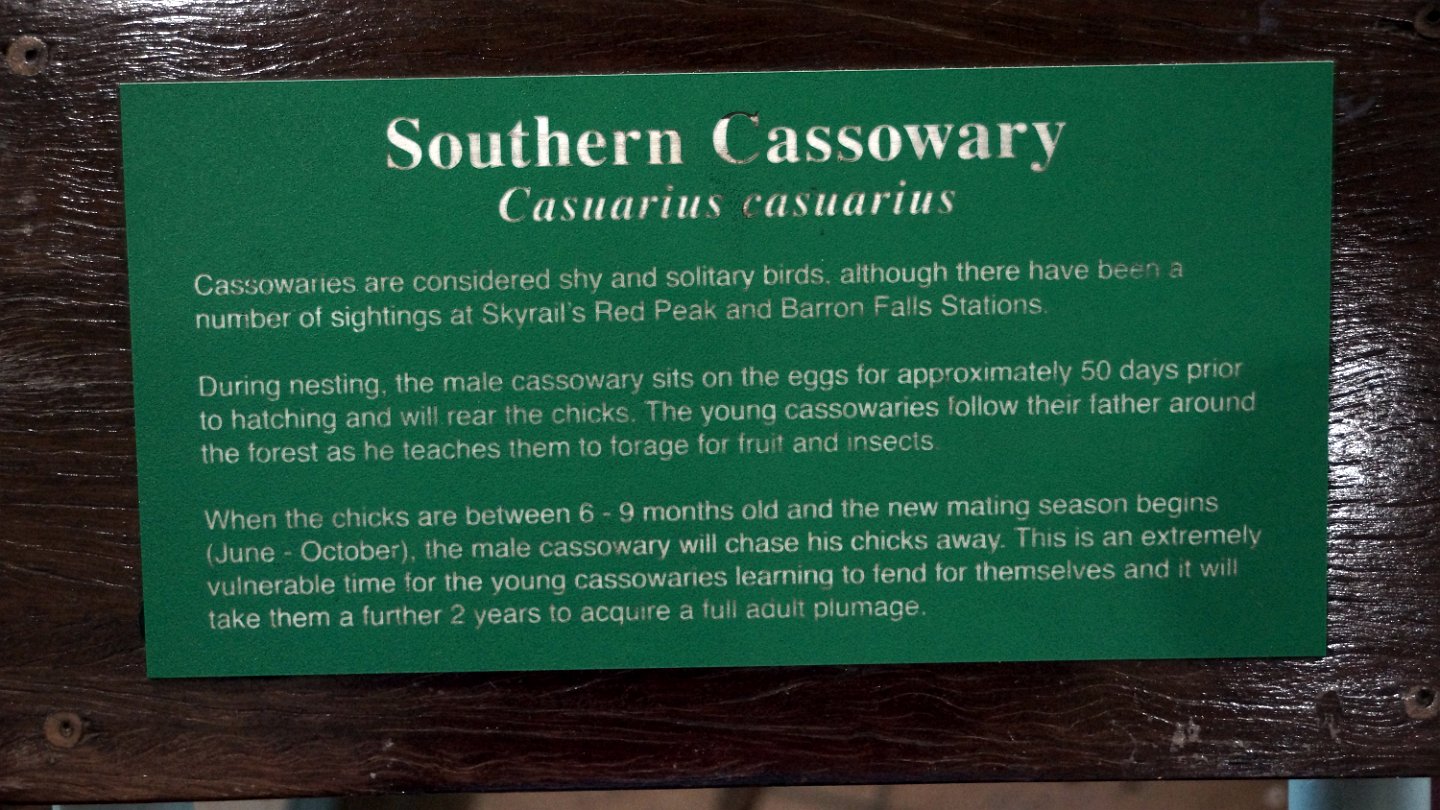 Southern Cassowary
Casuarius casuarius
Cassowaries are considered shy and solitary birds, although there have been a
number of sightings at Skyrail's Red Peak and Barron Falls Stations.
During nesting, the male cassowary sits on the eggs for approximately 50 days prior
to hatching and will rear the chicks. The young cassowaries follow their father around
the forest as he teaches them to forage for fruit and insects.
When the chicks are between 6 - 9 months old and the new mating season begins
(June - October), the male cassowary will chase his chicks away. This is an extremely
vulnerable time for the young cassowaries learning to fend for themselves and it will
take them a further 2 years to acquire a full adult plumage.